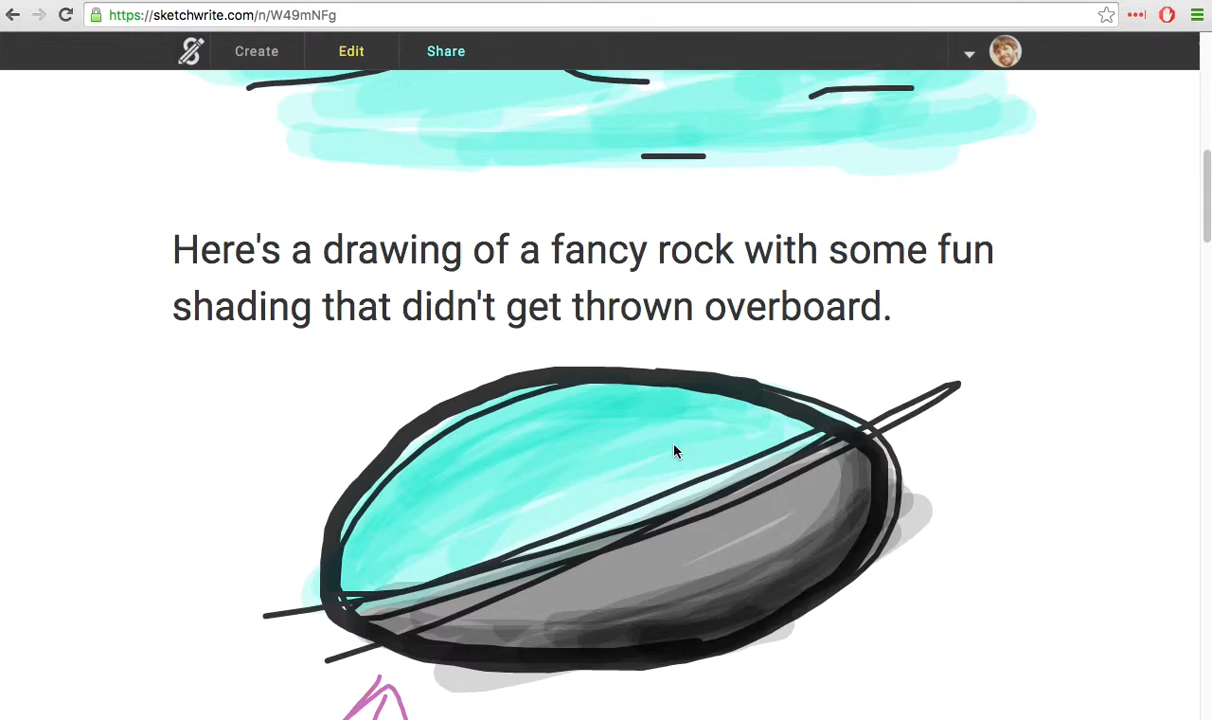 https://sketchwrite.com/n/W49mNFg
Create Edit Share
Here's a drawing of a fancy rock with some fun
shading that didn't get thrown overboard.